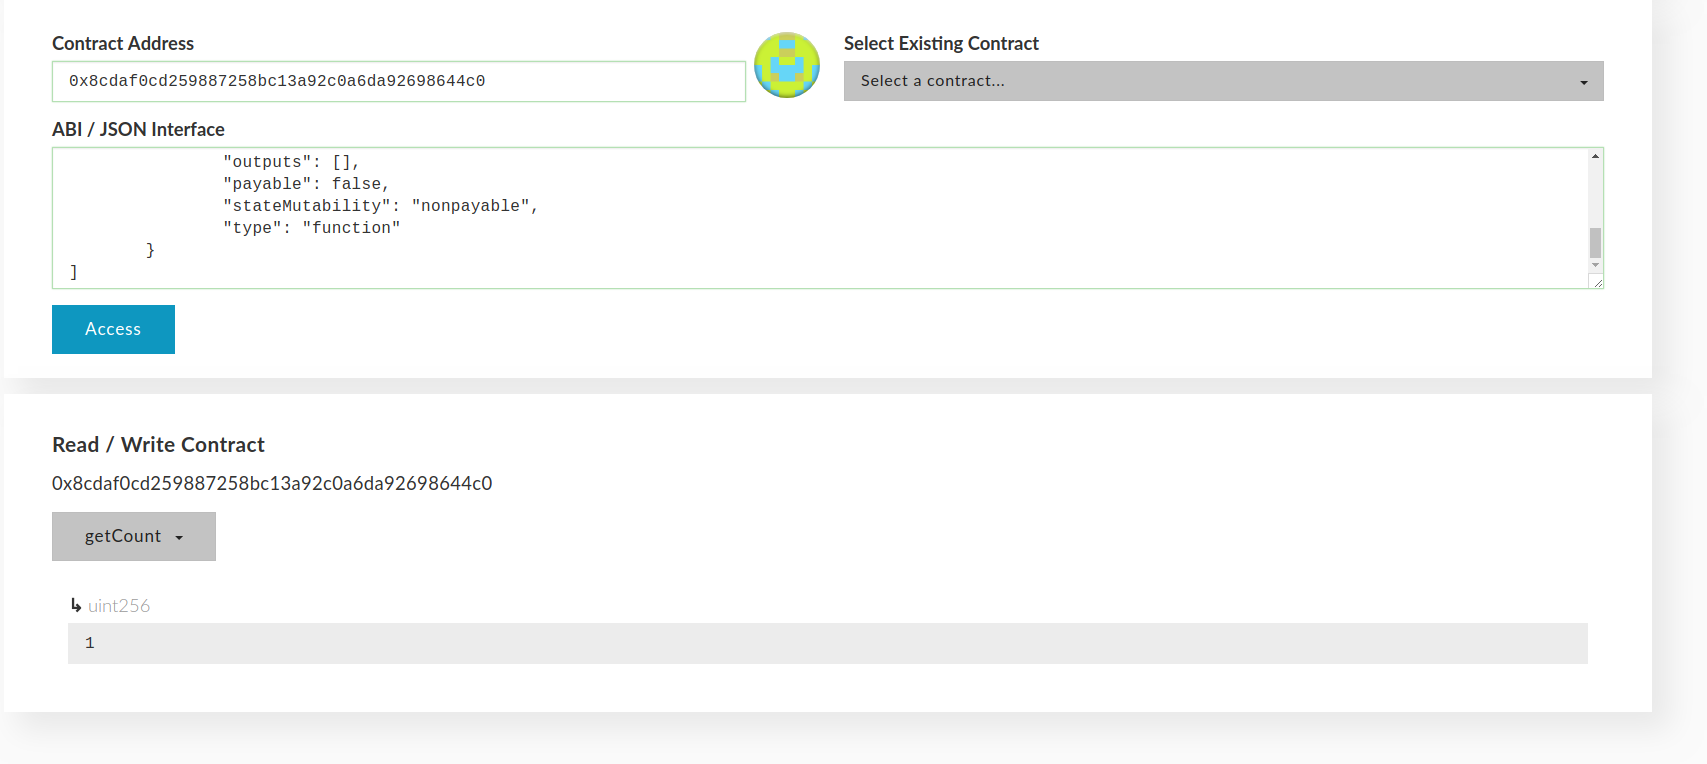 Contract Address
Select Existing Contract
0x8cdaf0cd259887258bc13a92c0a6da92698644c0
Select a contract...
ABI / JSON Interface
"outputs": [],
"payable": false,
"stateMutability": "nonpayable",
"type": "function"
}
]
Access
Read / Write Contract
0x8cdaf0cd259887258bc13a92c0a6da92698644c0
getCount
↳ uint256
1